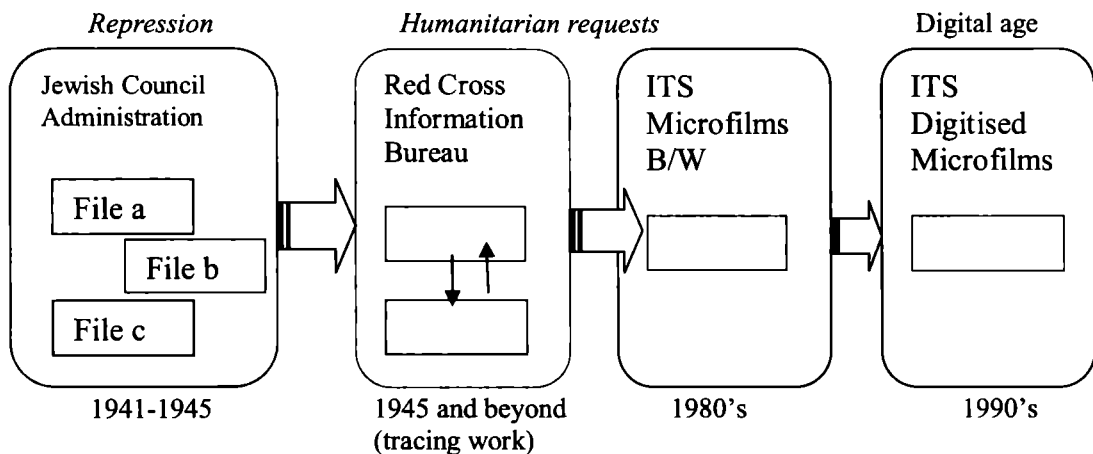 Repression
Humanitarian requests
Digital age
Jewish Council
Administration
File a
File b
File c
1941-1945
Red Cross
Information
Bureau
1945 and beyond
(tracing work)
ITS
Microfilms
B/W
1980's
ITS
Digitised
Microfilms
1990's